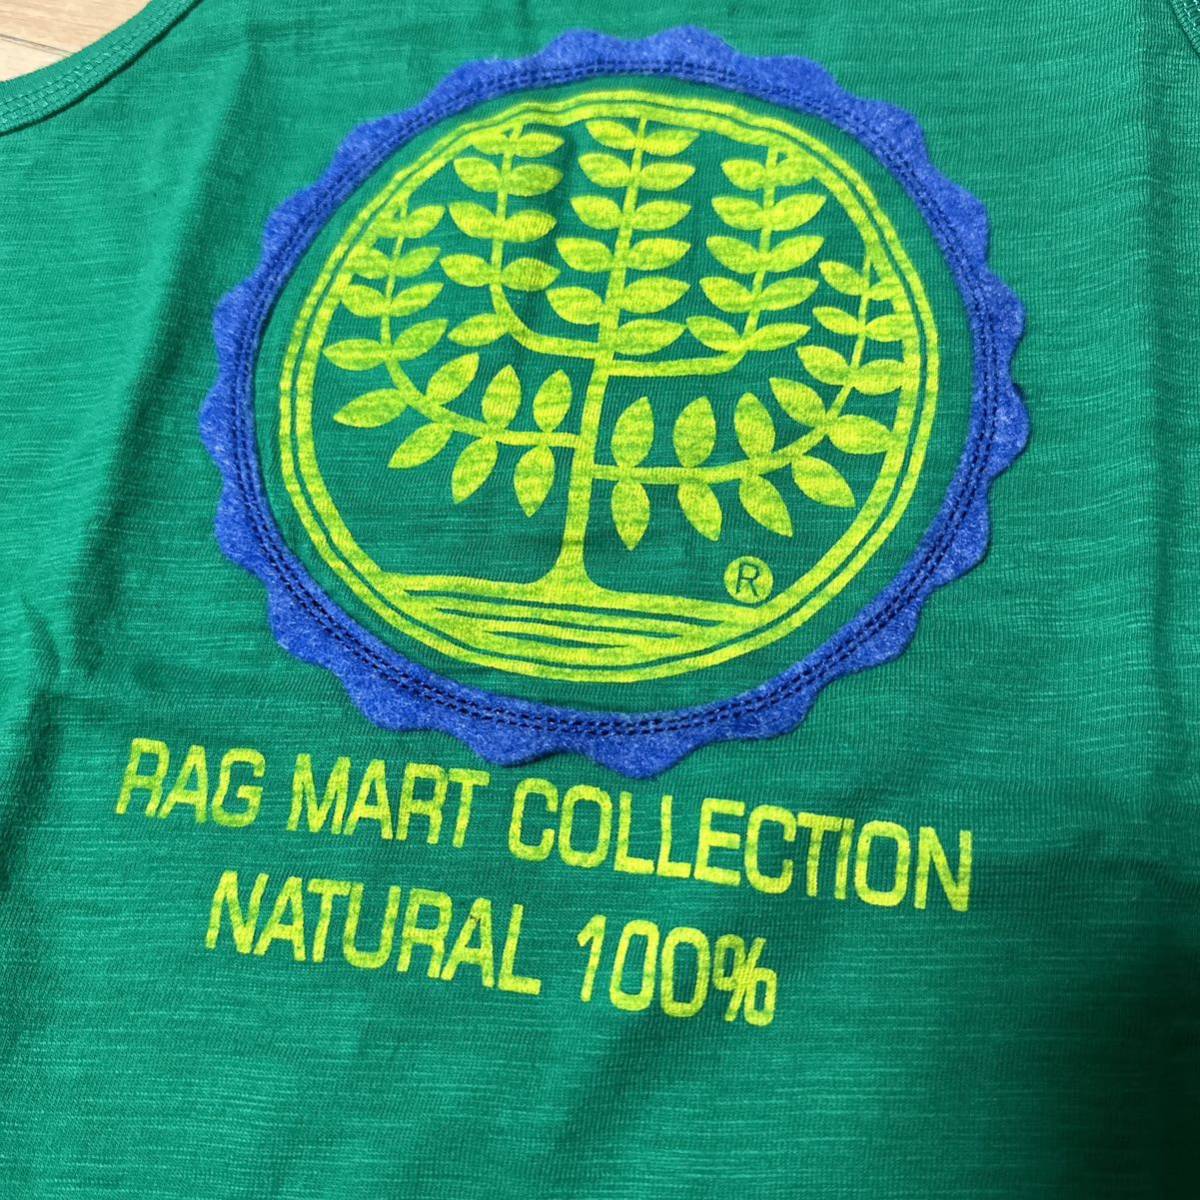 ®
RAG MART COLLECTION
NATURAL 100%